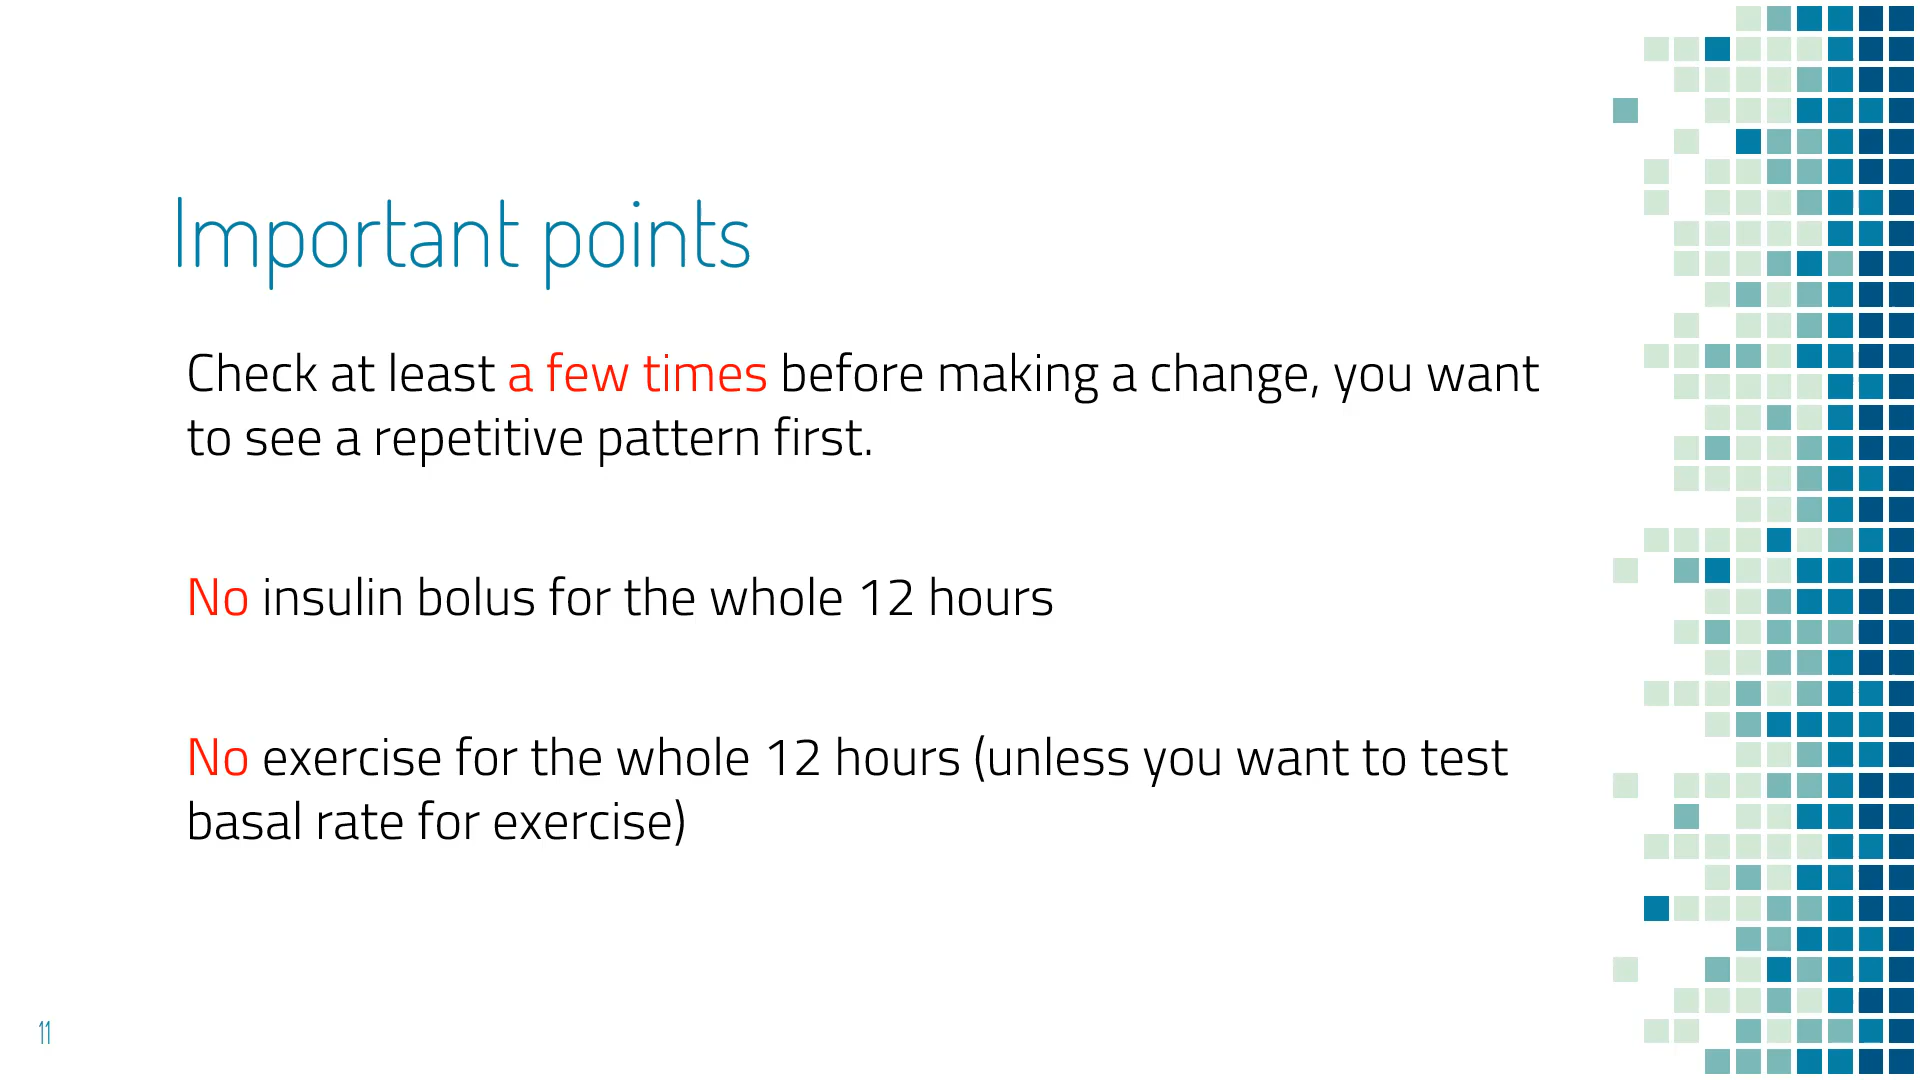 Important points
Check at least a few times before making a change, you want
to see a repetitive pattern first.
No insulin bolus for the whole 12 hours
No exercise for the whole 12 hours (unless you want to test
basal rate for exercise)
11